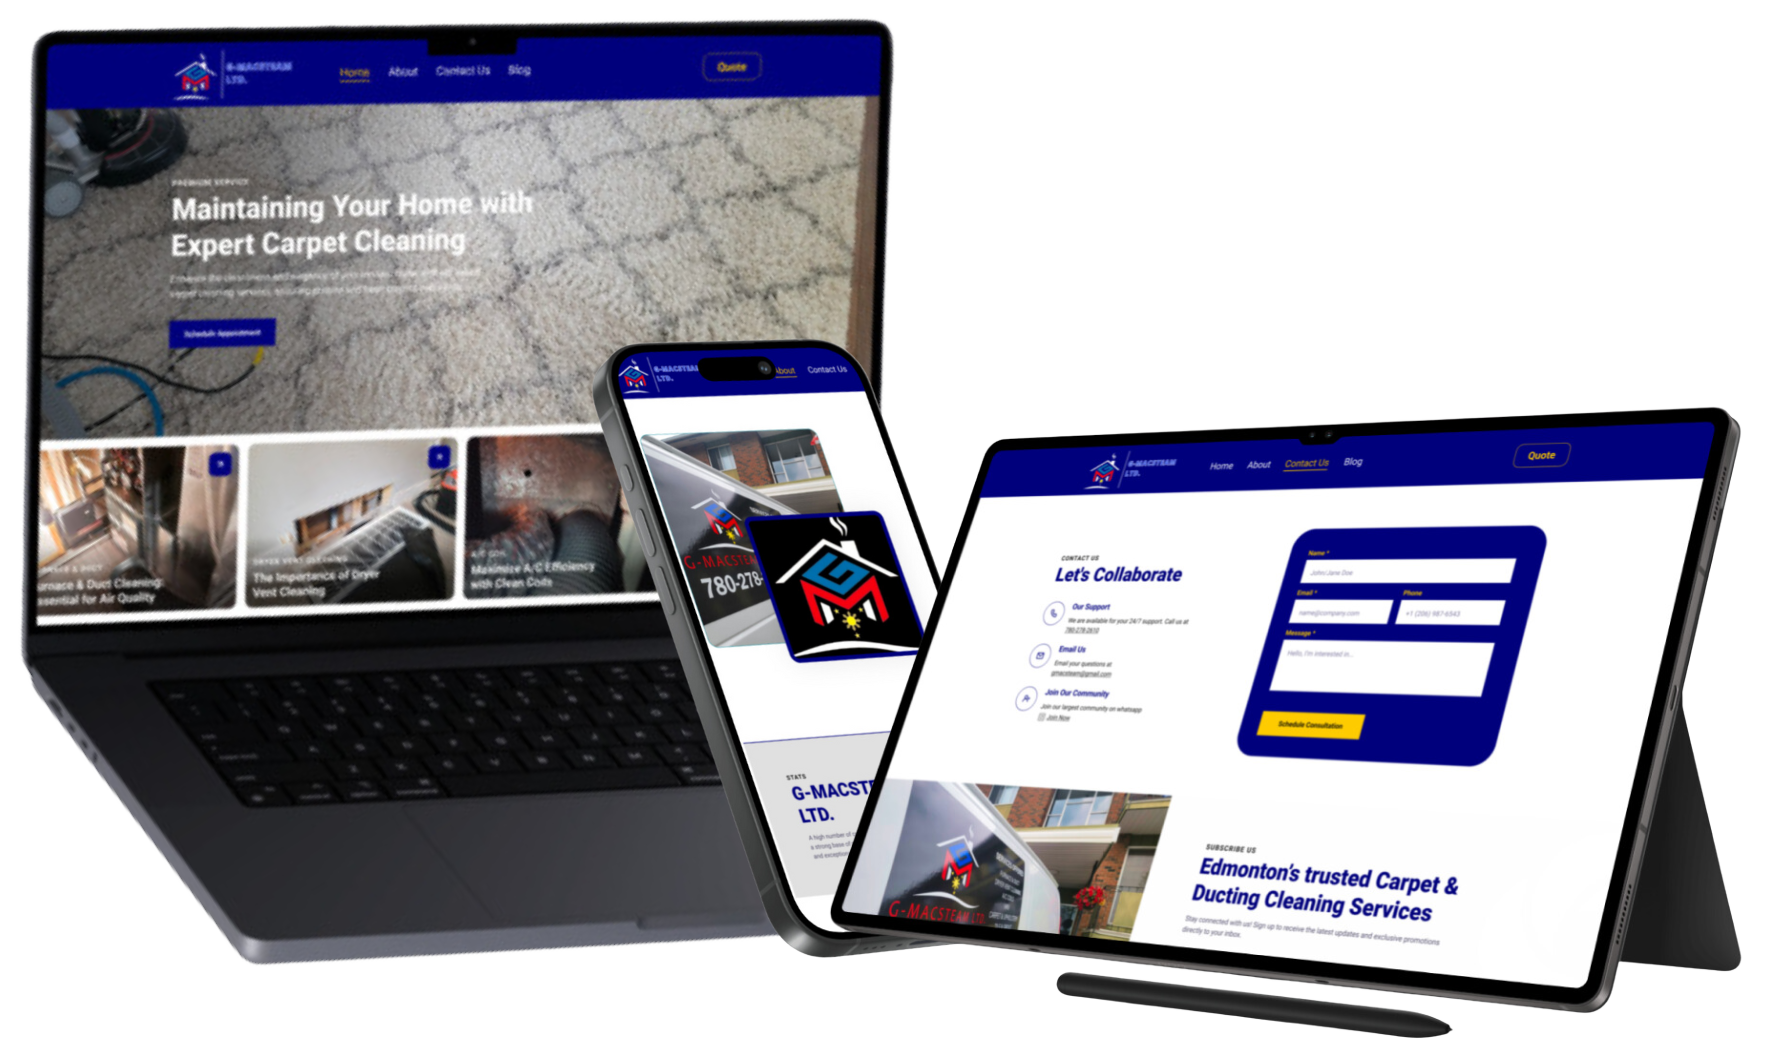 G-MACSTEAM
LTD.
Home
About
Contact Us
Blog
Quote
PREMIUM SERVICE
Maintaining Your Home with
Expert Carpet Cleaning
Schedule Appointment
& DUCT
urnace & Duct Cleaning:
ssential for Air Quality
DRYER VENT CLEANING
The Importance of Dryer
Vent Cleaning
A/C COIL
Maximize A/C Efficiency
with Clean Coils
G-MACSTEAM
LTD.
About
Contact Us
G-MACSTEA
780-278-
GM
STATS
G-MACST
LTD.
A high number of
a strong base of
and exception
G-MACSTEAM
LTD.
Home
About
Contact Us
Blog
Quote
CONTACT US
Let's Collaborate
Our Support
We are available for your 24/7 support. Call us at
780-278-2610
Email Us
Email your questions at
gmacsteam@gmail.com
Join Our Community
Join our largest community on whatsapp
Join Now
Name *
John/Jane Doe
Email *
name@company.com
Phone
+1 (206) 987-6543
Message *
Hello, I'm interested in...
Schedule Consultation
G-MACSTEAM LTD
SUBSCRIBE US
Edmonton's trusted Carpet &
Ducting Cleaning Services
Stay connected with us! Sign up to receive the latest updates and exclusive promotions
directly to your inbox.